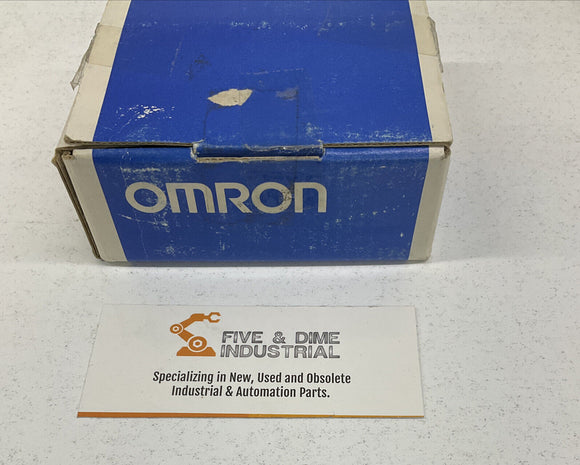 OMRON
FIVE & DIME
INDUSTRIAL
Specializing in New, Used and Obsolete
Industrial & Automation Parts.